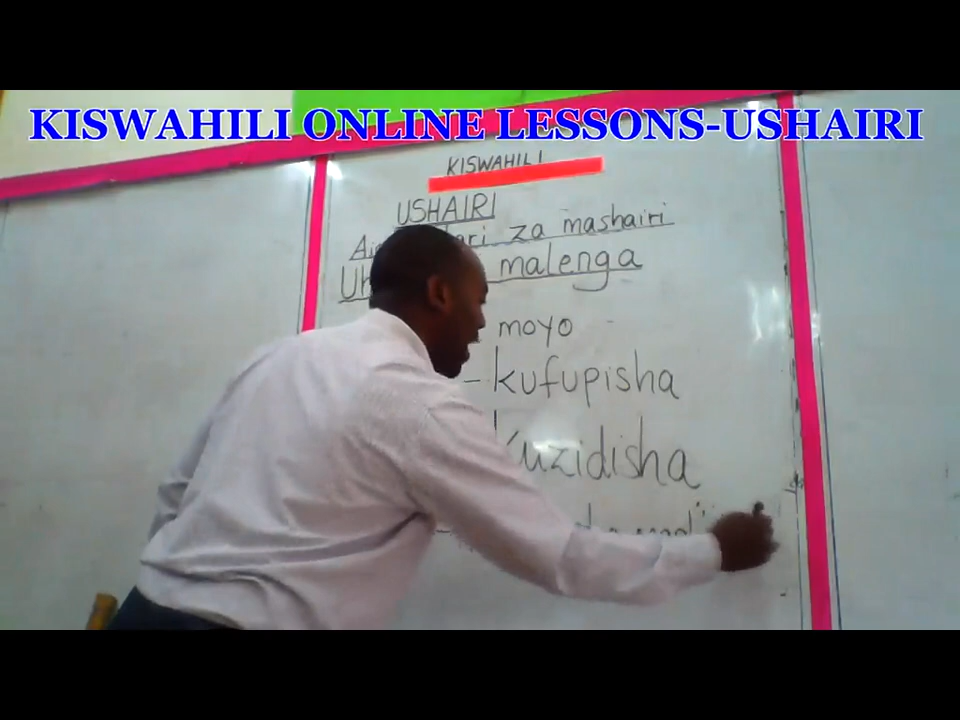 KISWAHILI ONLINE LESSONS-USHAIRI
KISWAHILI
USHAIRI
za mashairi
malenga
moyo
- kufupisha
kuzidisha